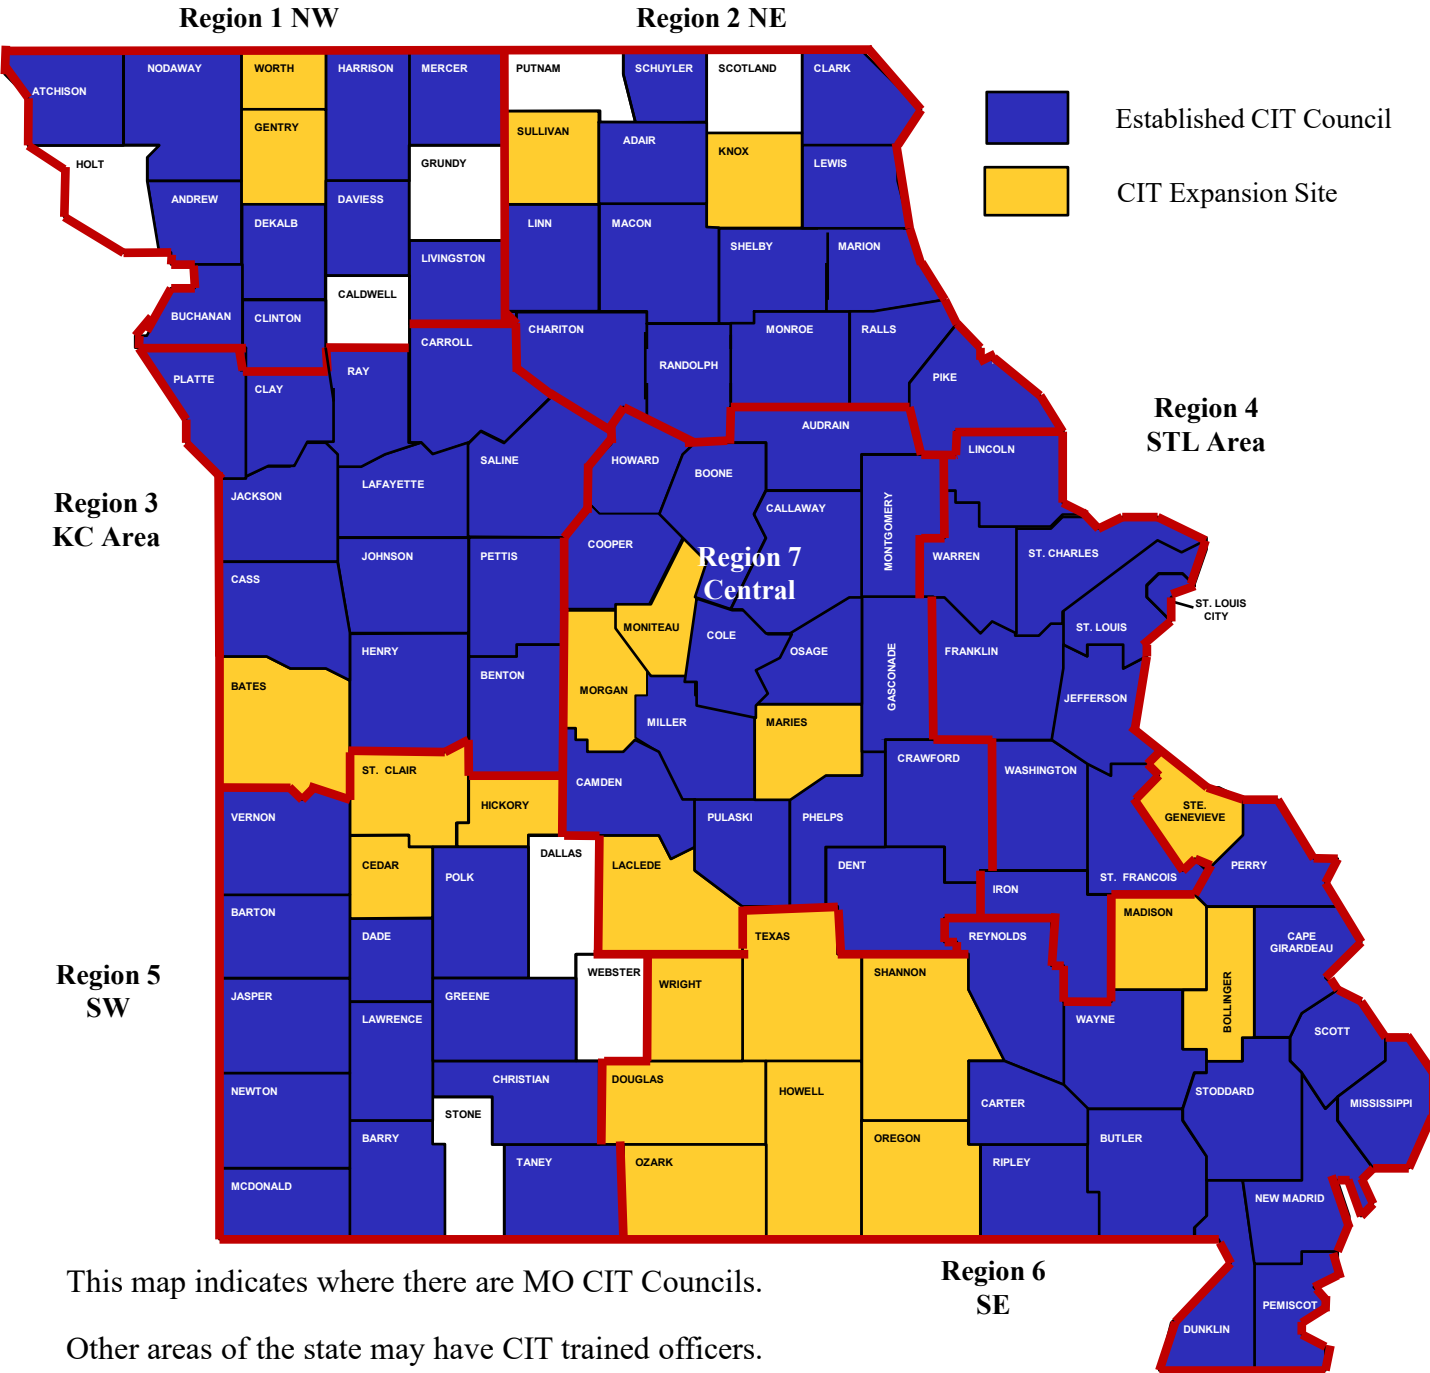 Region 1 NW
Region 2 NE
NODAWAY
WORTH
HARRISON
MERCER
PUTNAM
SCHUYLER
SCOTLAND
CLARK
ATCHISON
Established CIT Council
GENTRY
SULLIVAN
ADAIR
KNOX
HOLT
GRUNDY
LEWIS
CIT Expansion Site
ANDREW
DAVIESS
DEKALB
LINN
MACON
SHELBY
MARION
LIVINGSTON
CALDWELL
BUCHANAN
CLINTON
CHARITON
MONROE
RALLS
CARROLL
RANDOLPH
RAY
PLATTE
CLAY
PIKE
Region 4
STL Area
AUDRAIN
LINCOLN
HOWARD
SALINE
BOONE
LAFAYETTE
JACKSON
Region 3
KC Area
CALLAWAY
MONTGOMERY
COOPER
JOHNSON
PETTIS
Region 7
Central
WARREN
ST. CHARLES
CASS
ST. LOUIS
CITY
MONITEAU
COLE
ST. LOUIS
HENRY
OSAGE
GASCONADE
FRANKLIN
BENTON
BATES
MORGAN
JEFFERSON
MILLER
MARIES
CRAWFORD
ST. CLAIR
WASHINGTON
CAMDEN
HICKORY
STE.
GENEVIEVE
VERNON
PULASKI
PHELPS
DALLAS
CEDAR
LACLEDE
DENT
PERRY
POLK
ST. FRANCOIS
IRON
BARTON
MADISON
DADE
TEXAS
REYNOLDS
CAPE
GIRARDEAU
Region 5
SW
WEBSTER
SHANNON
WRIGHT
JASPER
GREENE
BOLLINGER
LAWRENCE
WAYNE
SCOTT
CHRISTIAN
DOUGLAS
NEWTON
HOWELL
STODDARD
CARTER
MISSISSIPPI
STONE
BARRY
OREGON
BUTLER
TANEY
OZARK
RIPLEY
MCDONALD
NEW MADRID
Region 6
SE
This map indicates where there are MO CIT Councils.
PEMISCOT
DUNKLIN
Other areas of the state may have CIT trained officers.